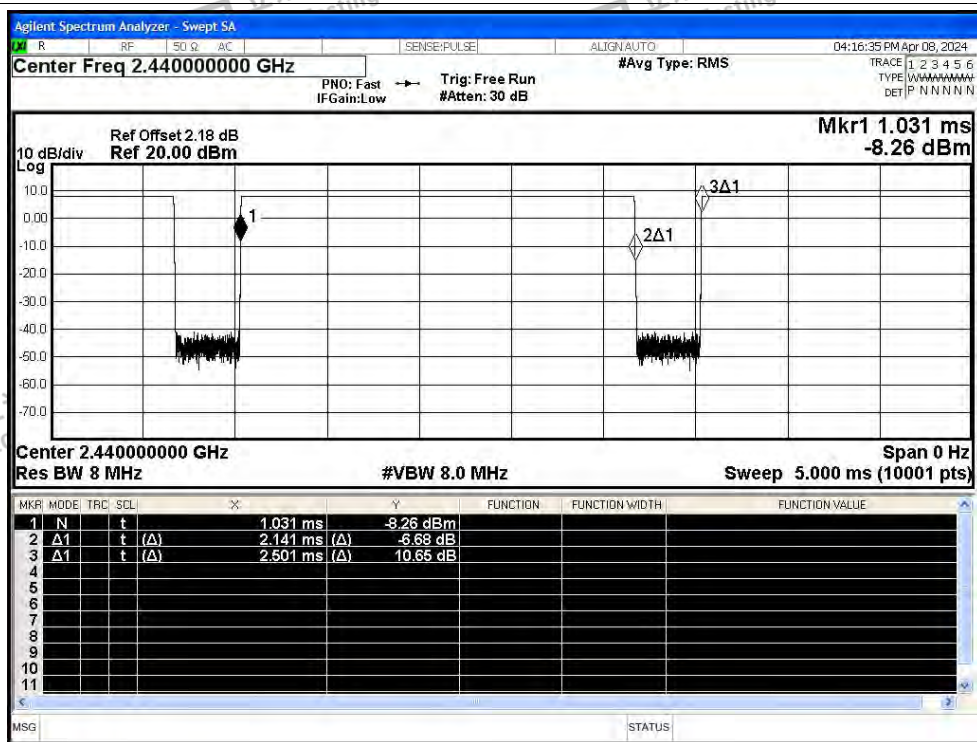 Agilent Spectrum Analyzer - Swept SA
R RF 50 Ω AC SENSE:PULSE ALIGN AUTO 04:16:35 PM Apr 08, 2024
Center Freq 2.440000000 GHz #Avg Type: RMS TRACE 1 2 3 4 5 6
PNO: Fast Trig: Free Run TYPE WWWWWW
IFGain:Low #Atten: 30 dB DET P N N N N N
Mkr1 1.031 ms
Ref Offset 2.18 dB
10 dB/div Ref 20.00 dBm -8.26 dBm
Log
10.0
3Δ1
0.00
1
2Δ1
-10.0
-20.0
-30.0
-40.0
-50.0
-60.0
-70.0
Center 2.440000000 GHz Span 0 Hz
Res BW 8 MHz #VBW 8.0 MHz Sweep 5.000 ms (10001 pts)
MKR MODE TRC SCL X Y FUNCTION FUNCTION WIDTH FUNCTION VALUE
1 N t 1.031 ms -8.26 dBm
2 Δ1 t (Δ) 2.141 ms (Δ) -6.68 dB
3 Δ1 t (Δ) 2.501 ms (Δ) 10.65 dB
4
5
6
7
8
9
10
11
MSG STATUS